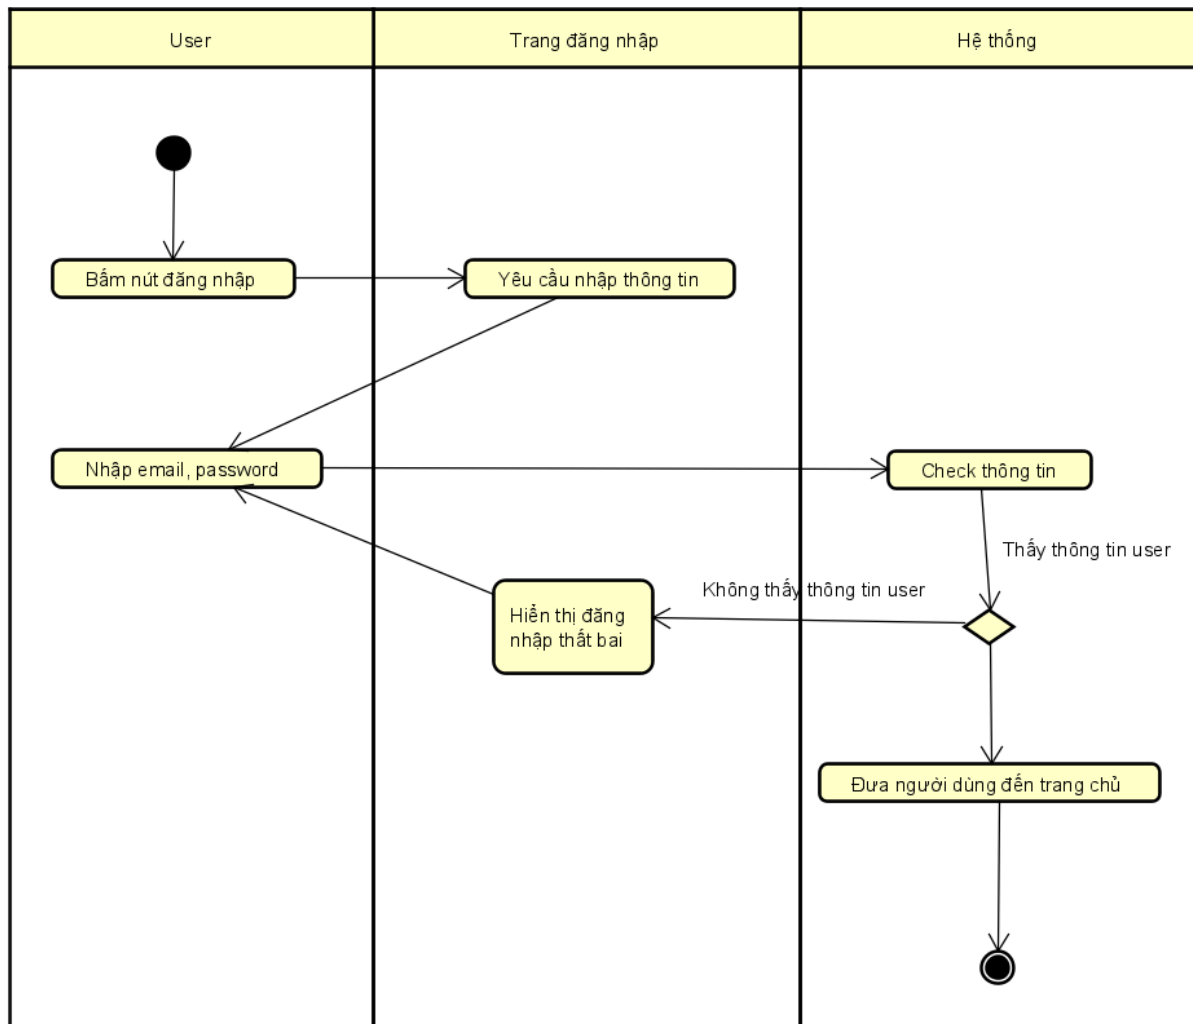 User
Trang đăng nhập
Hệ thống
Bấm nút đăng nhập
Yêu cầu nhập thông tin
Nhập email, password
Check thông tin
Thấy thông tin user
Không thấy thông tin user
Hiển thị đăng
nhập thất bai
Đưa người dùng đến trang chủ